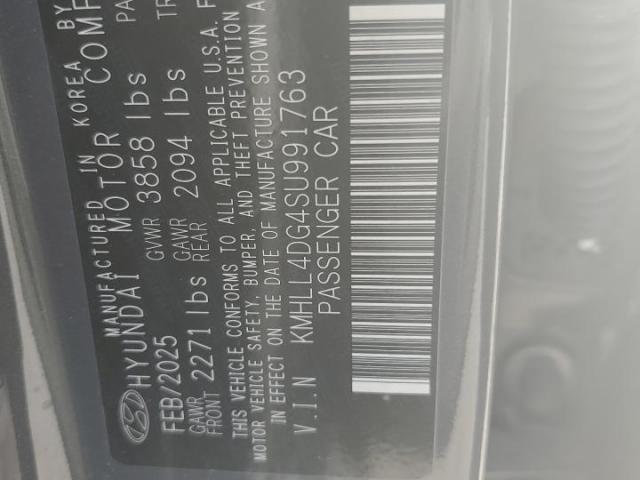 MANUFACTURED IN KOREA BY
HYUNDAI MOTOR COMP
FEB/2025 GVWR 3858 lbs PA
GAWR FRONT 2271 lbs GAWR REAR 2094 lbs TR
THIS VEHICLE CONFORMS TO ALL APPLICABLE U.S.A. F
MOTOR VEHICLE SAFETY, BUMPER, AND THEFT PREVENTION
IN EFFECT ON THE DATE OF MANUFACTURE SHOWN A
V.I.N KMHLL4DG4SU991763
PASSENGER CAR